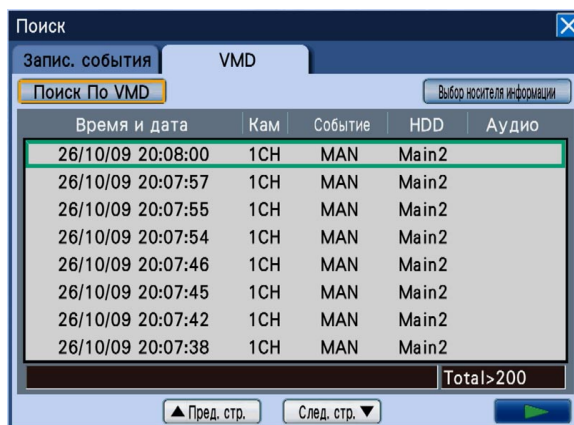 Поиск
Запис. события VMD
Поиск По VMD Выбор носителя информации
Время и дата Кам Событие HDD Аудио
26/10/09 20:08:00 1CH MAN Main2
26/10/09 20:07:57 1CH MAN Main2
26/10/09 20:07:55 1CH MAN Main2
26/10/09 20:07:54 1CH MAN Main2
26/10/09 20:07:46 1CH MAN Main2
26/10/09 20:07:45 1CH MAN Main2
26/10/09 20:07:42 1CH MAN Main2
26/10/09 20:07:38 1CH MAN Main2
Total>200
▲ Пред. стр. След. стр. ▼